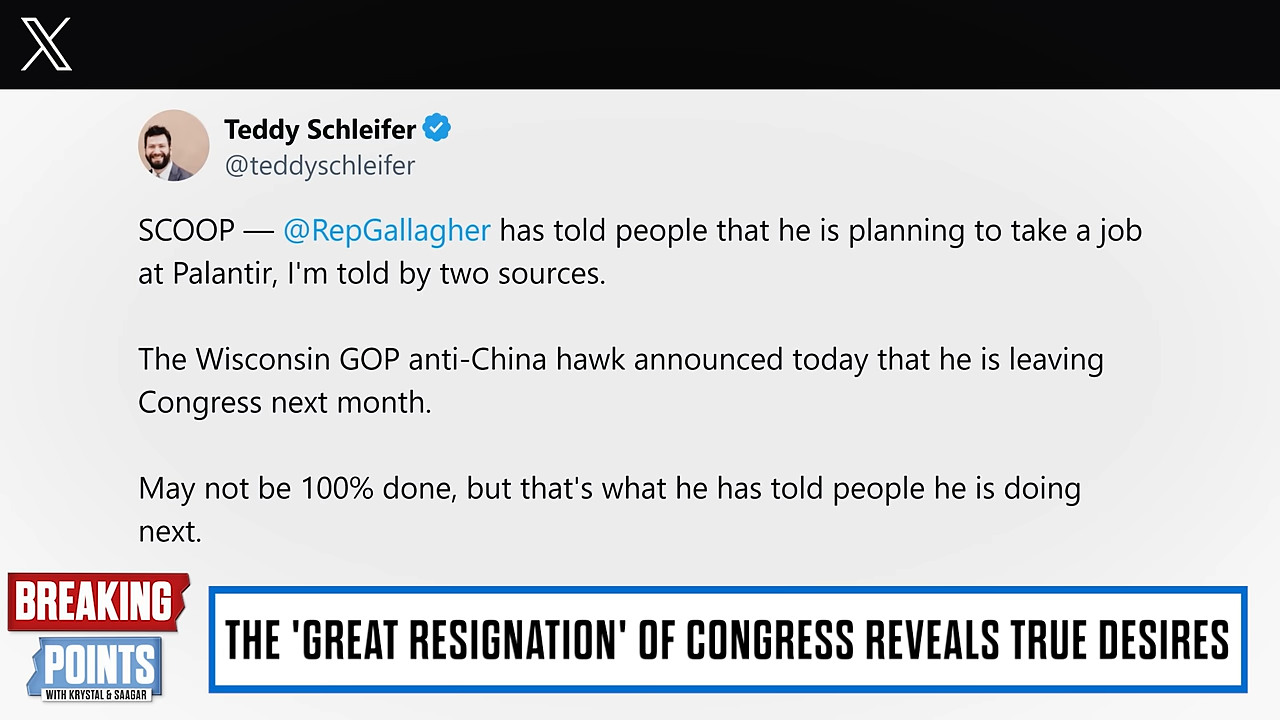 X
Teddy Schleifer
@teddyschleifer
SCOOP — @RepGallagher has told people that he is planning to take a job
at Palantir, I'm told by two sources.
The Wisconsin GOP anti-China hawk announced today that he is leaving
Congress next month.
May not be 100% done, but that's what he has told people he is doing
next.
BREAKING
POINTS
WITH KRYSTAL & SAAGAR
THE 'GREAT RESIGNATION' OF CONGRESS REVEALS TRUE DESIRES